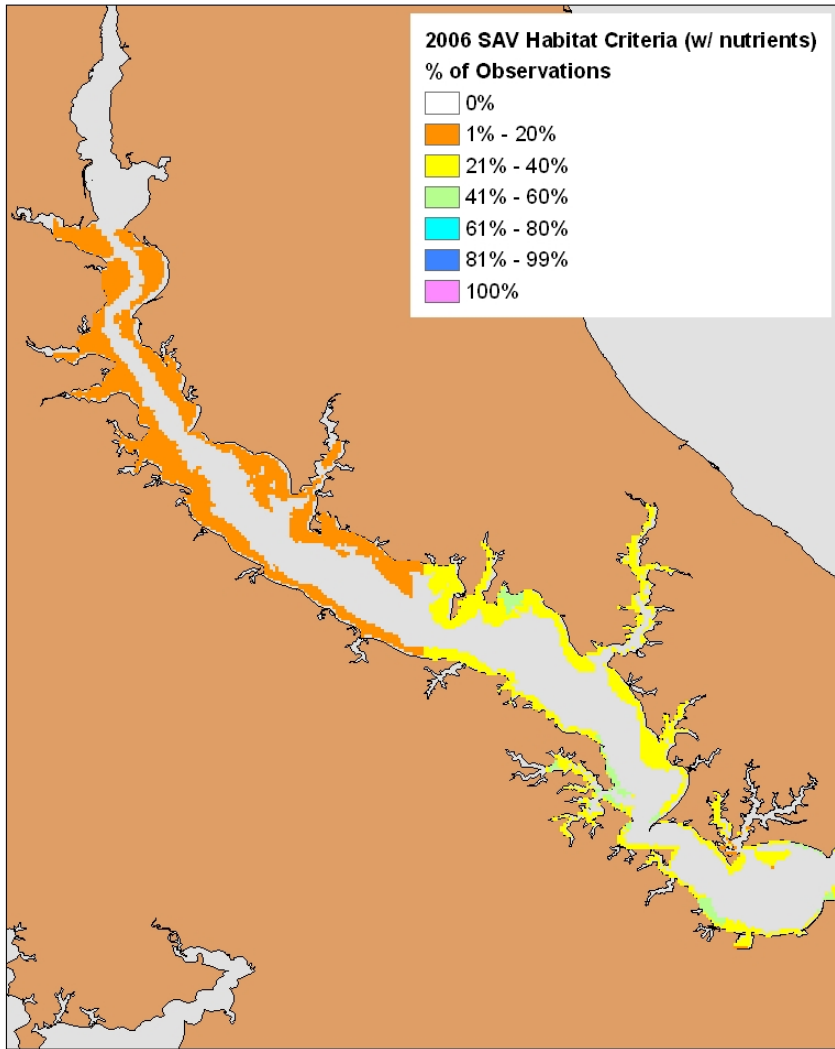 2006 SAV Habitat Criteria (w/ nutrients)
% of Observations
0%
1% - 20%
21% - 40%
41% - 60%
61% - 80%
81% - 99%
100%